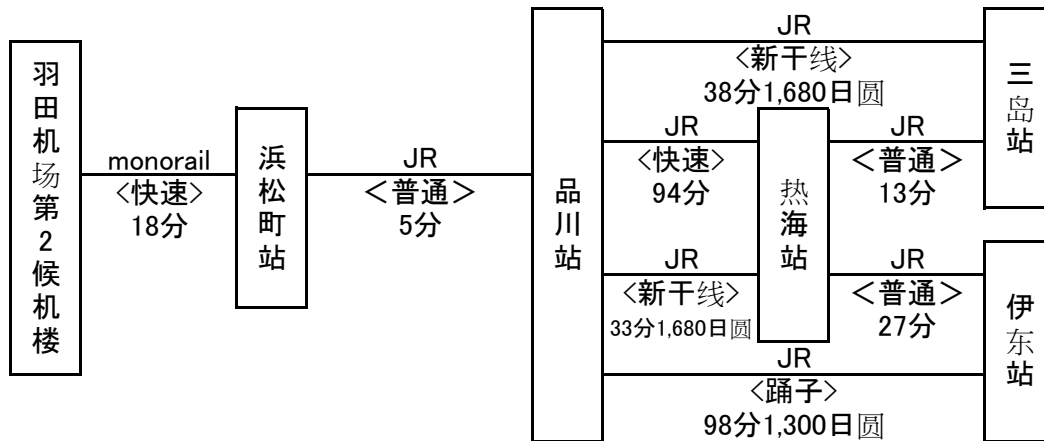 羽田机场第2候机楼
monorail
<快速>
18分
浜松町站
JR
<普通>
5分
品川站
JR
<新干线>
38分1,680日圆
JR
<快速>
94分
JR
<新干线>
33分1,680日圆
热海站
JR
<普通>
13分
JR
<普通>
27分
JR
<踊子>
98分1,300日圆
三岛站
伊东站